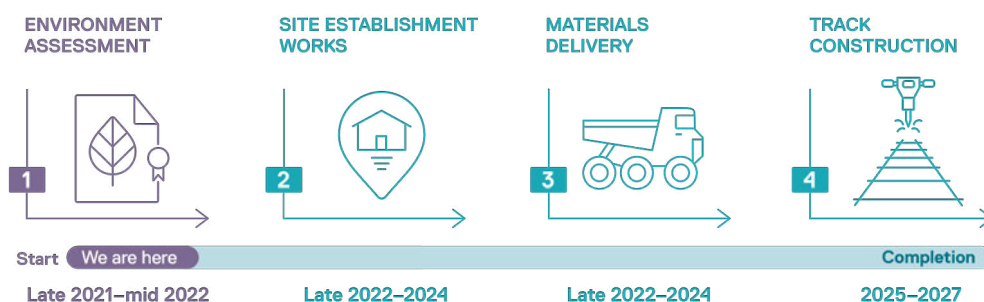 ENVIRONMENT
ASSESSMENT
SITE ESTABLISHMENT
WORKS
MATERIALS
DELIVERY
TRACK
CONSTRUCTION
1
2
3
4
Start
We are here
Completion
Late 2021–mid 2022
Late 2022–2024
Late 2022–2024
2025–2027